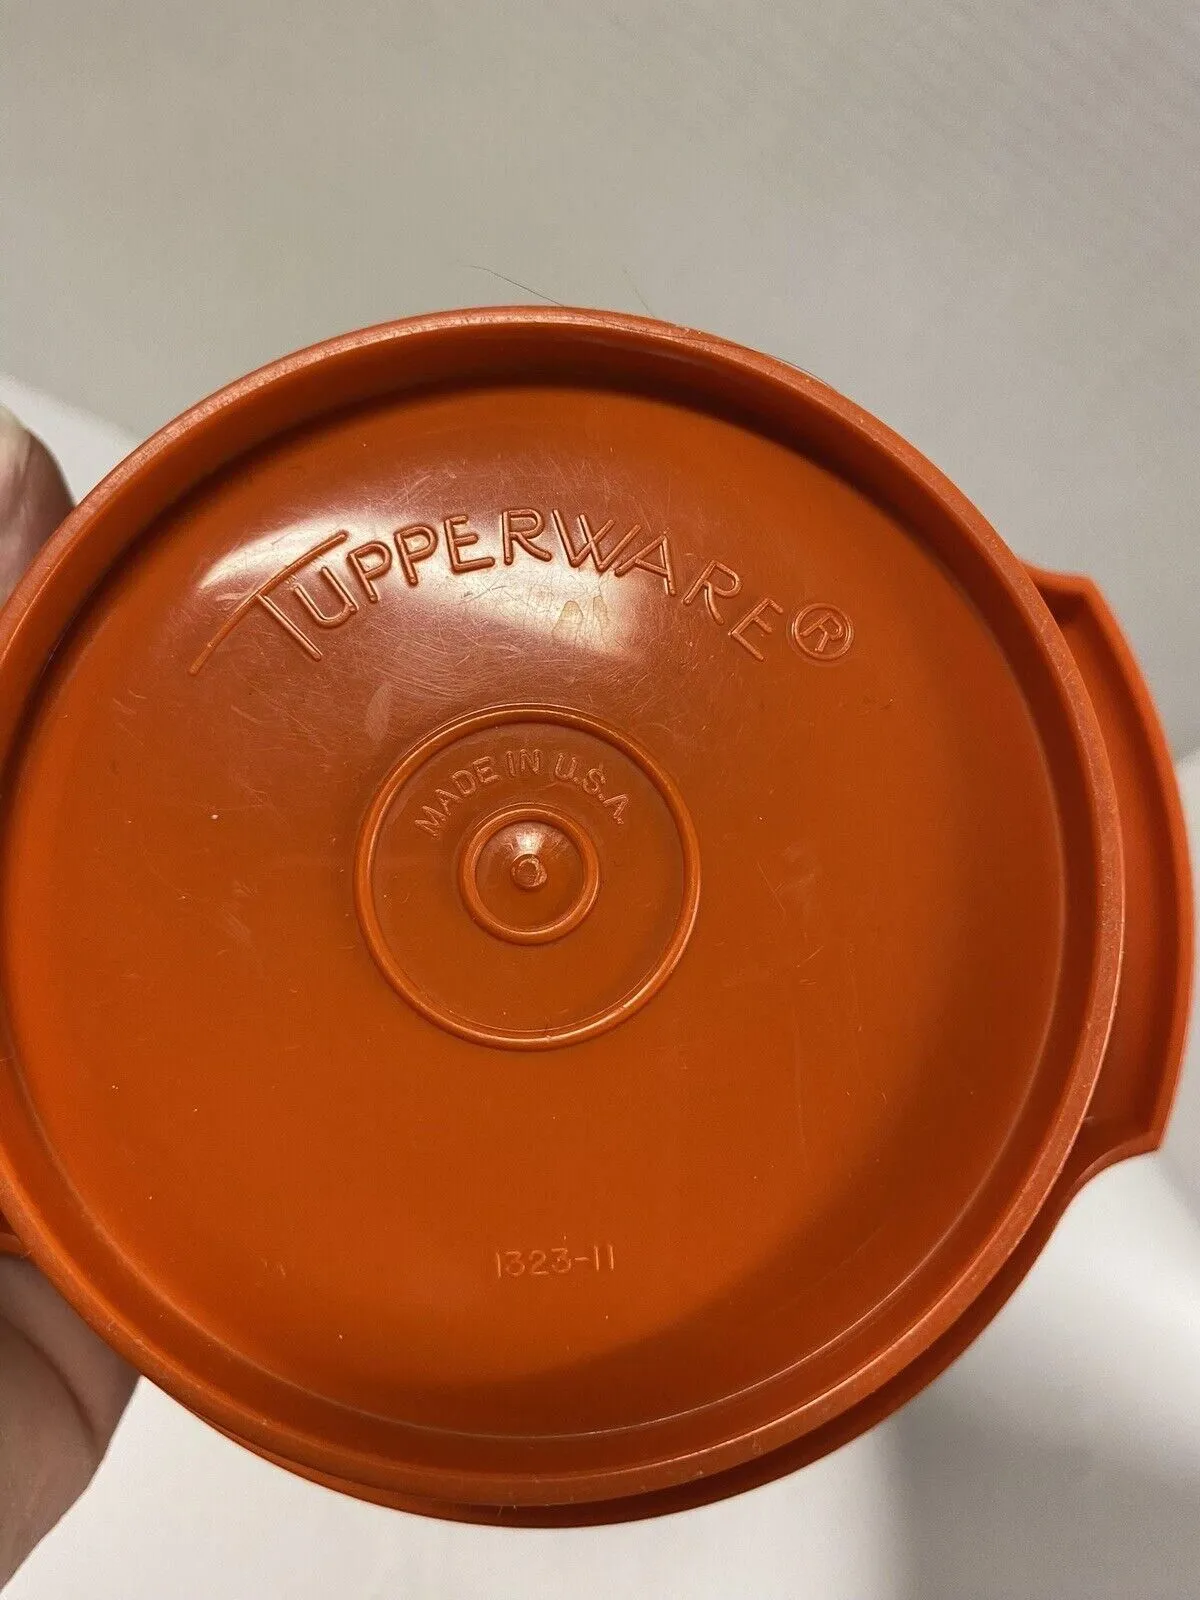 TUPPERWARE®
MADE IN U.S.A.
1323-11